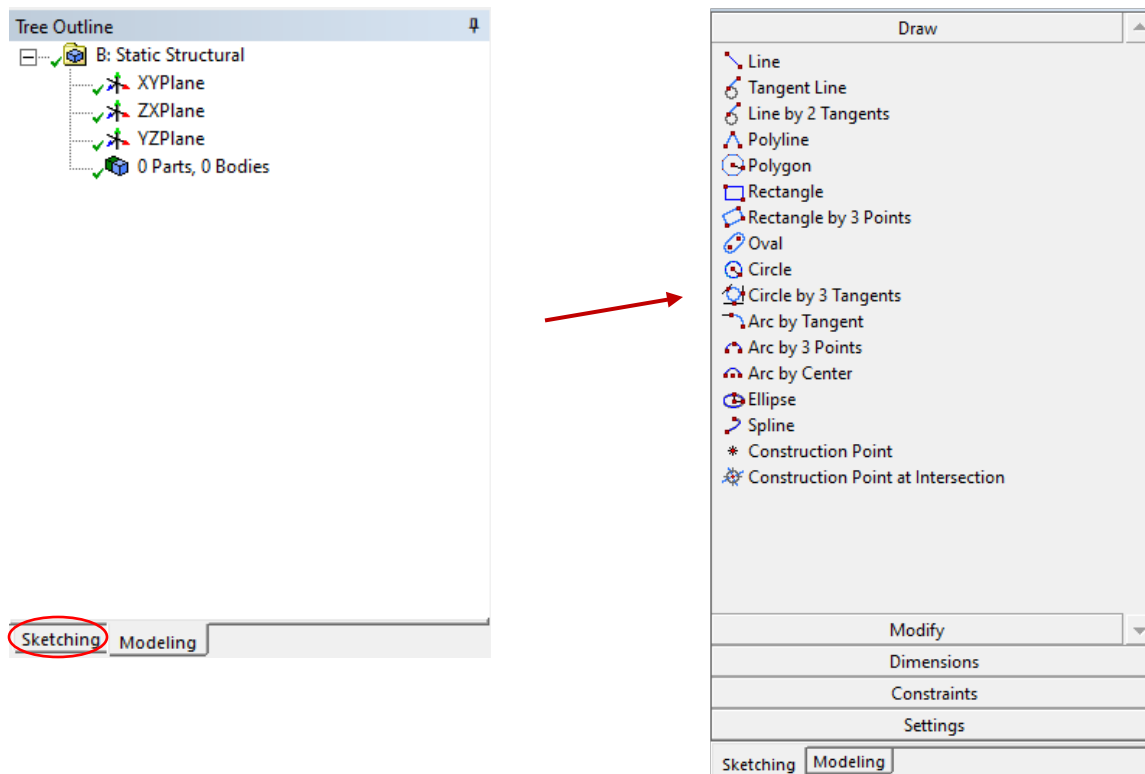 Tree Outline
B: Static Structural
XYPlane
ZXPlane
YZPlane
0 Parts, 0 Bodies
Sketching
Modeling
Draw
Line
Tangent Line
Line by 2 Tangents
Polyline
Polygon
Rectangle
Rectangle by 3 Points
Oval
Circle
Circle by 3 Tangents
Arc by Tangent
Arc by 3 Points
Arc by Center
Ellipse
Spline
Construction Point
Construction Point at Intersection
Modify
Dimensions
Constraints
Settings
Sketching
Modeling